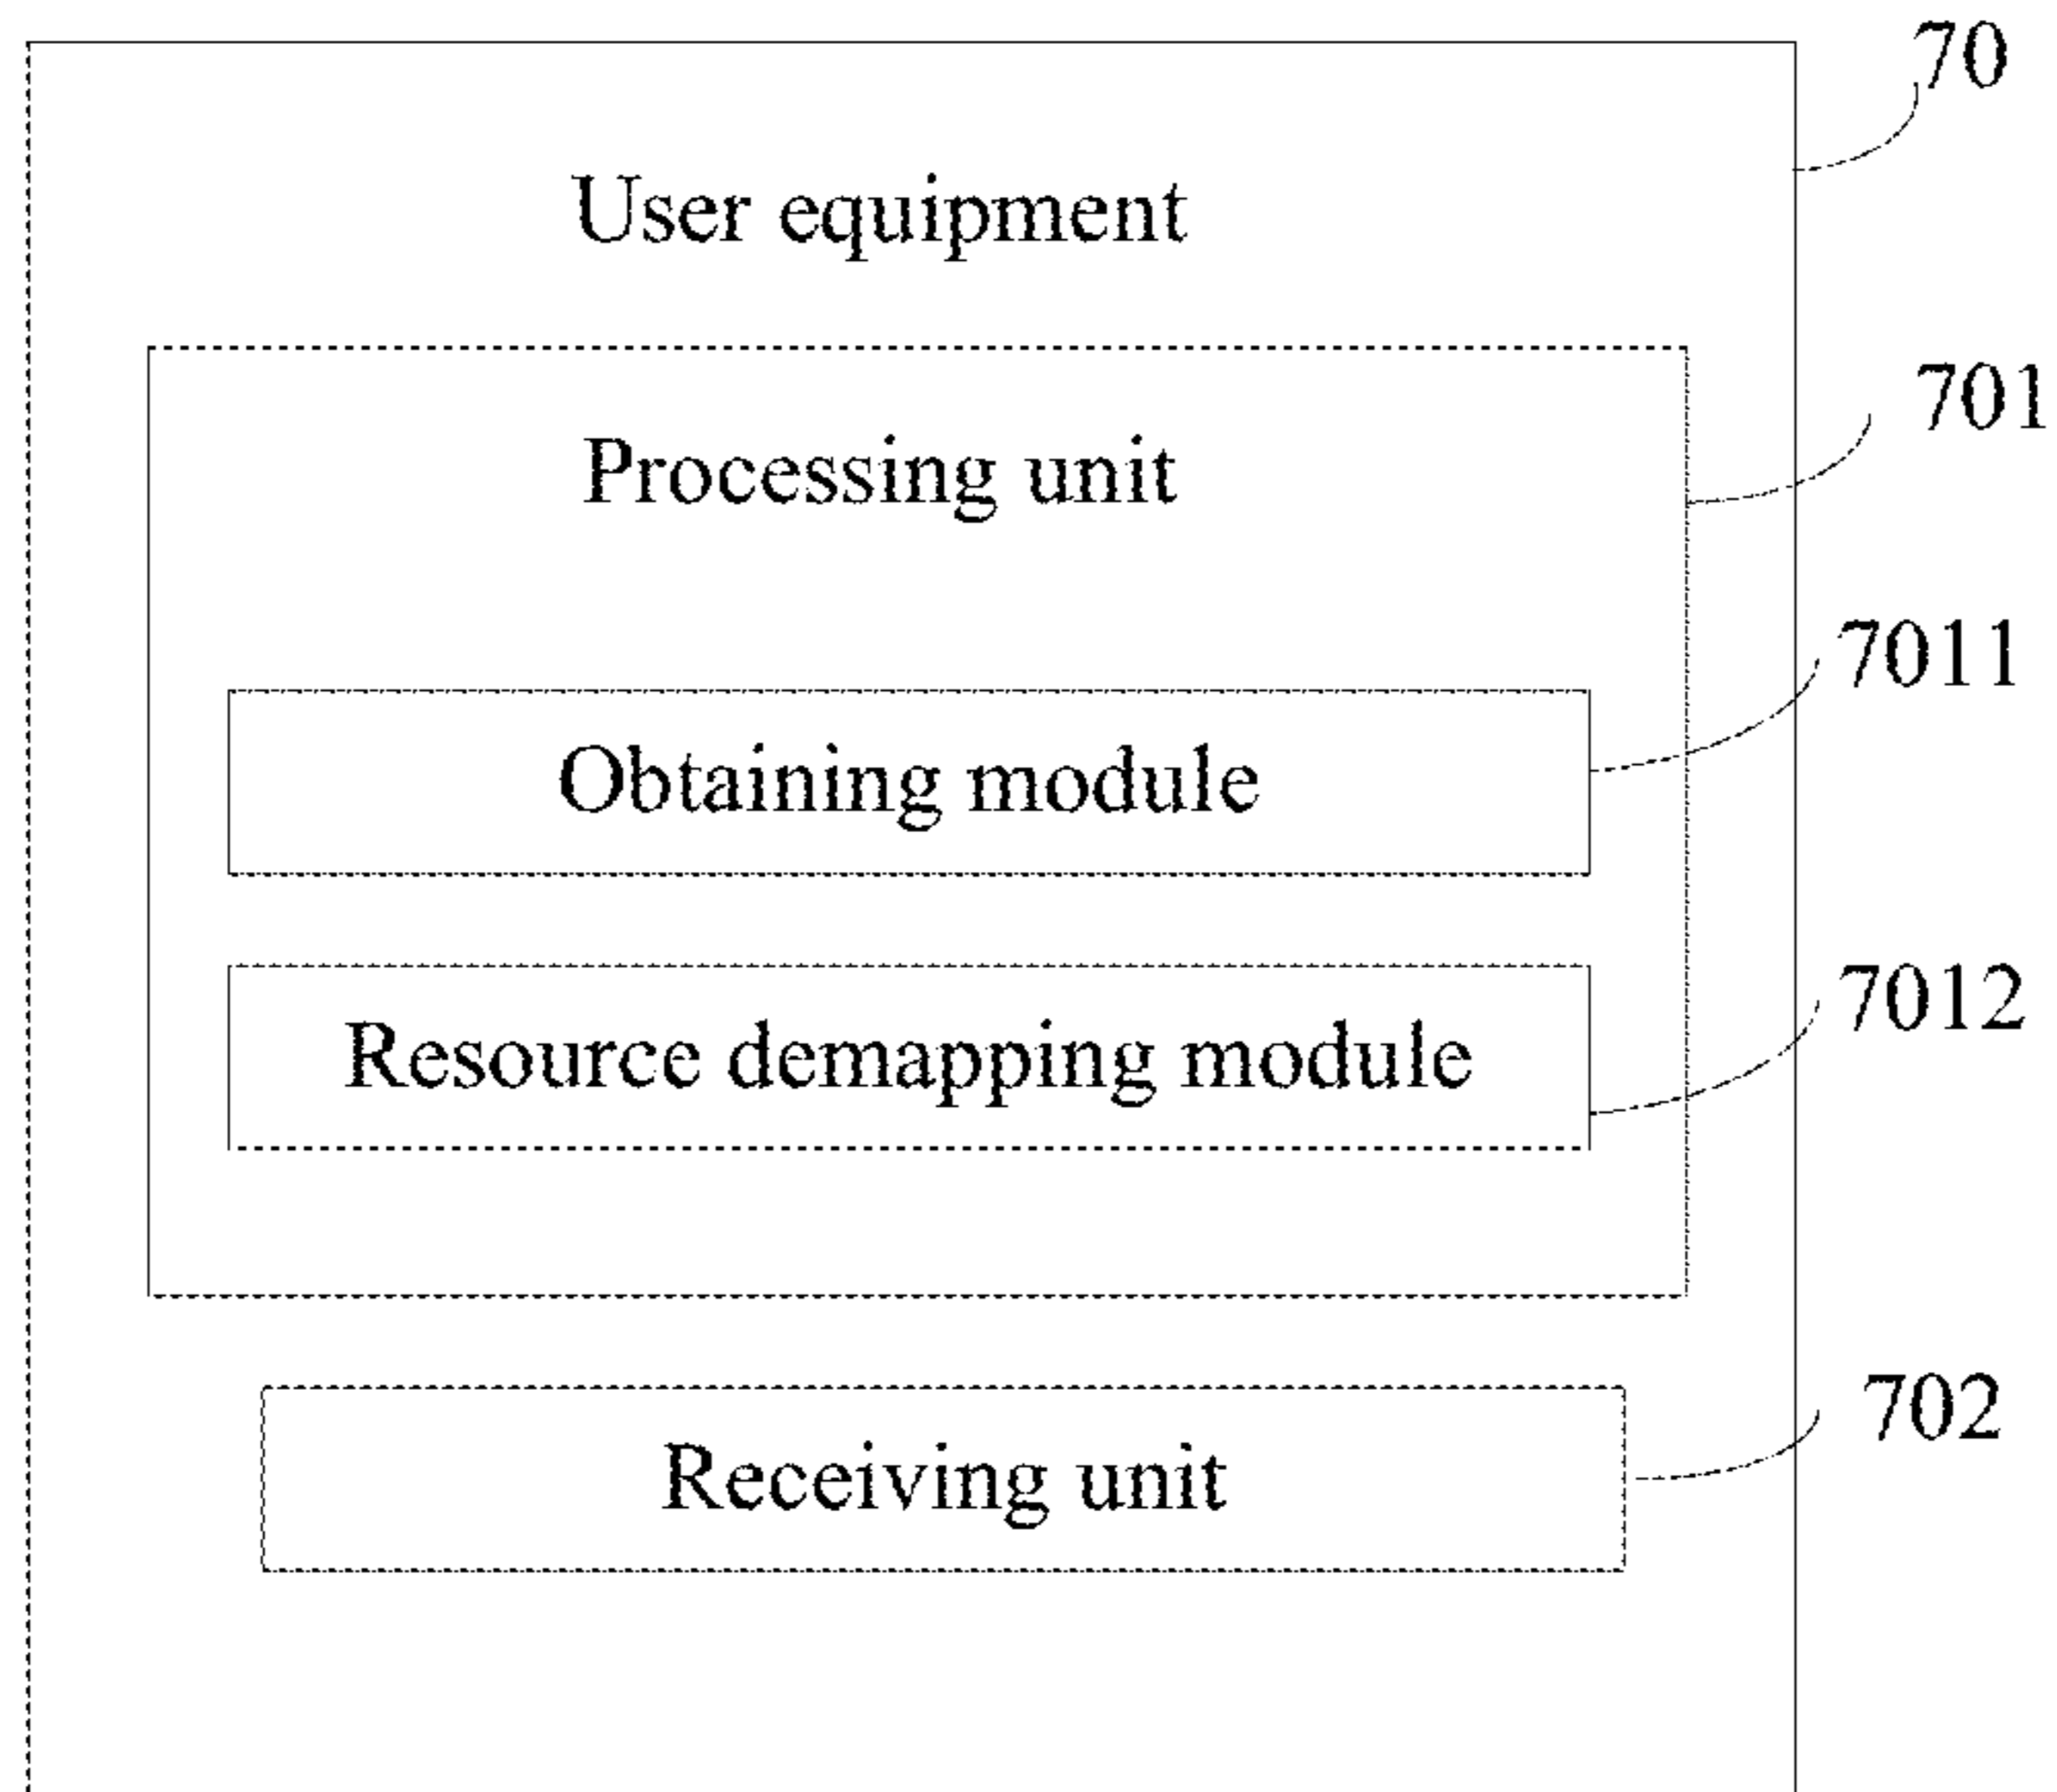 70
User equipment
701
Processing unit
7011
Obtaining module
7012
Resource demapping module
702
Receiving unit